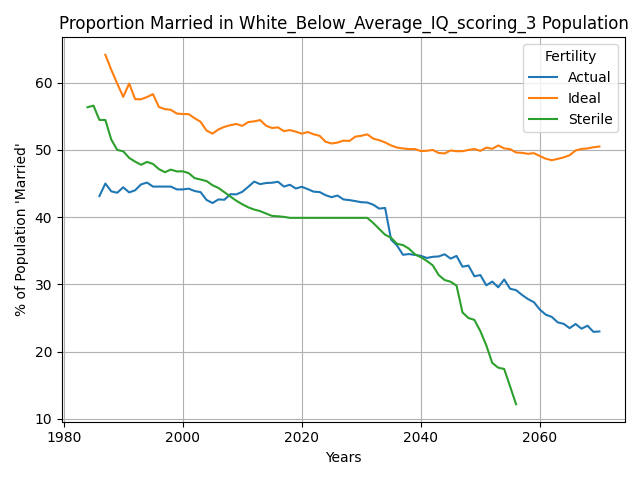 Proportion Married in White_Below_Average_IQ_scoring_3 Population
Fertility
Actual
Ideal
Sterile
% of Population 'Married'
60
50
40
30
20
10
1980
2000
2020
2040
2060
Years